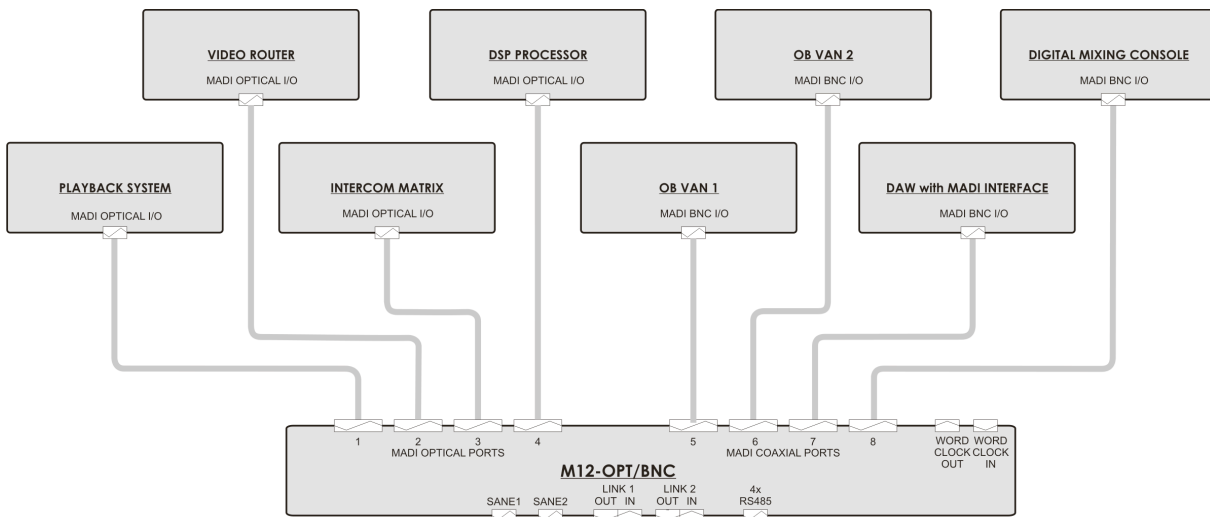 VIDEO ROUTER
MADI OPTICAL I/O
DSP PROCESSOR
MADI OPTICAL I/O
OB VAN 2
MADI BNC I/O
DIGITAL MIXING CONSOLE
MADI BNC I/O
PLAYBACK SYSTEM
MADI OPTICAL I/O
INTERCOM MATRIX
MADI OPTICAL I/O
OB VAN 1
MADI BNC I/O
DAW with MADI INTERFACE
MADI BNC I/O
1 2 3 4 5 6 7 8
MADI OPTICAL PORTS
MADI COAXIAL PORTS
WORD
CLOCK
OUT
WORD
CLOCK
IN
M12-OPT/BNC
SANE1 SANE2
LINK 1
OUT IN
LINK 2
OUT IN
4x
RS485